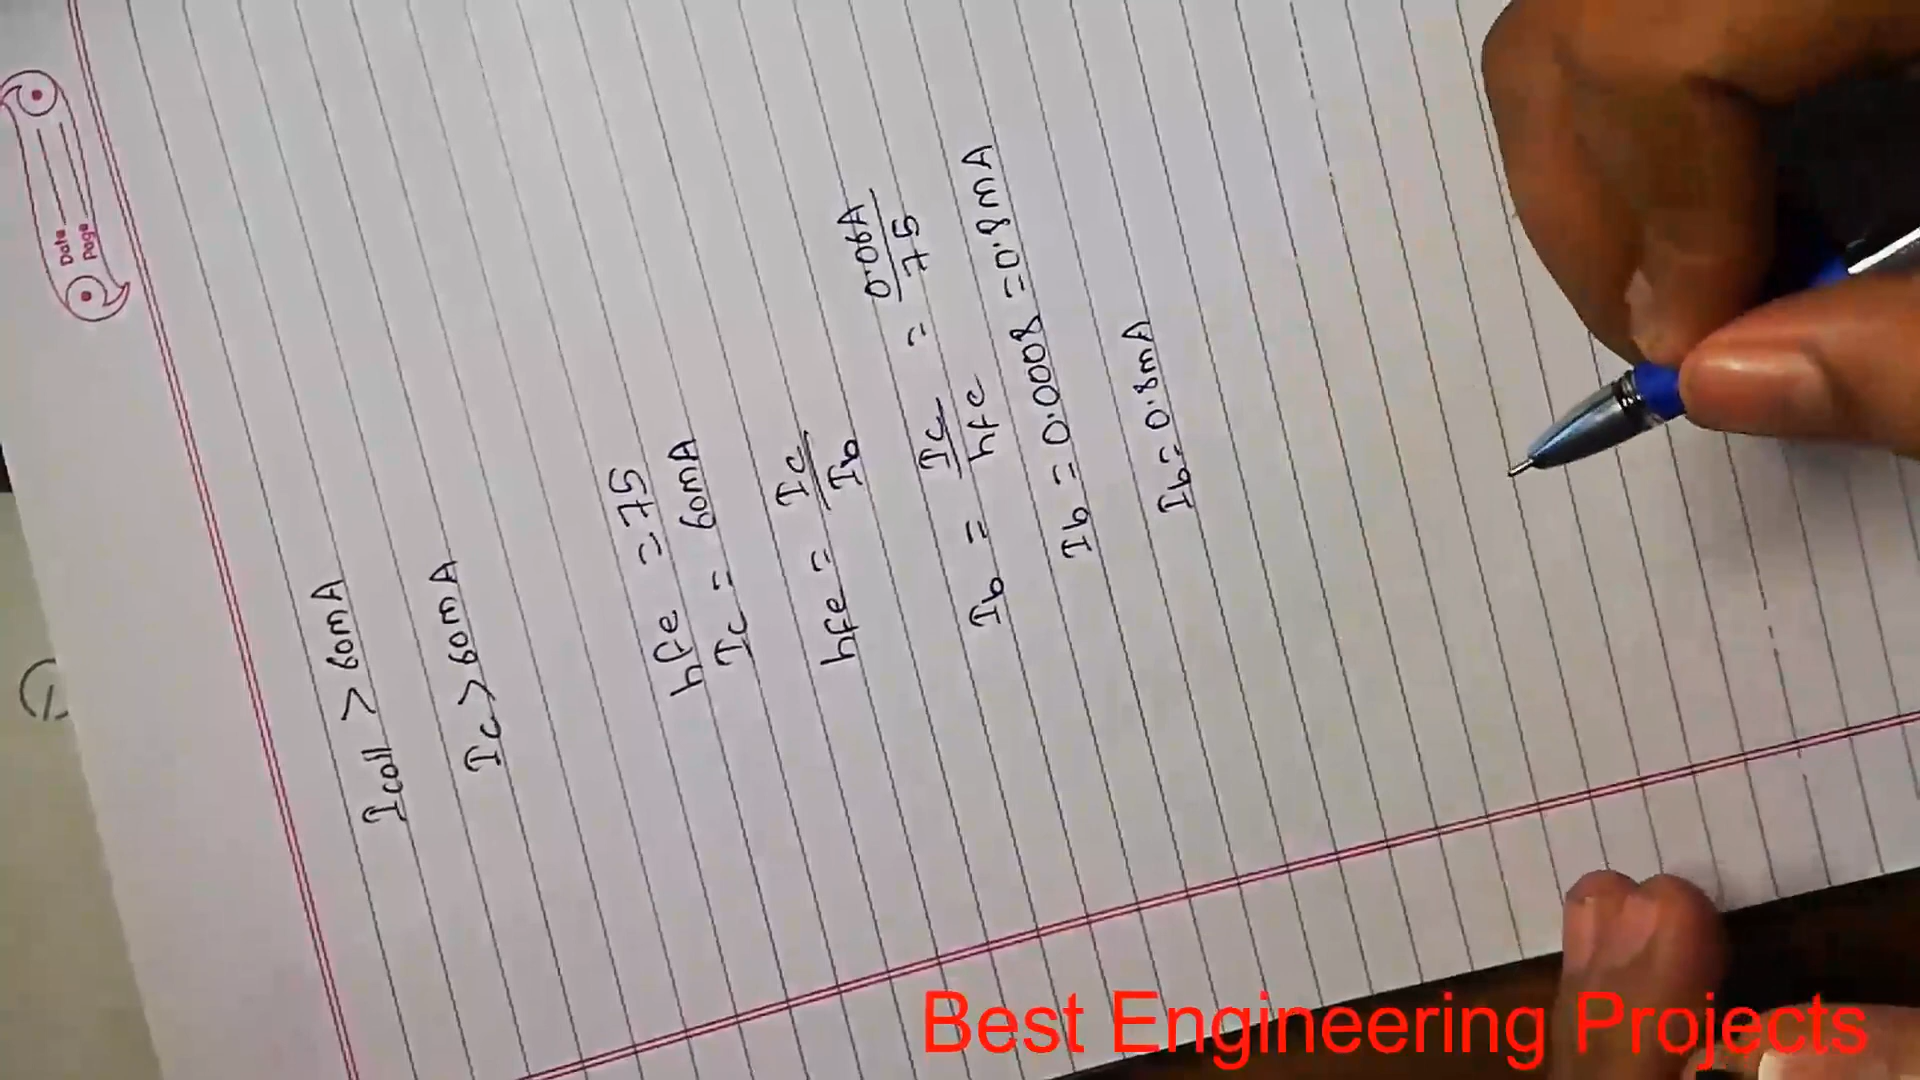 Date
Page
Icoil > 60mA
Ic > 60mA
hfe = 75
Ic = 60mA
hfe = Ic / Ib
Ib = Ic / hfe = 0.06A / 75
Ib = 0.0008 = 0.8mA
Ib = 0.8mA
Best Engineering Projects